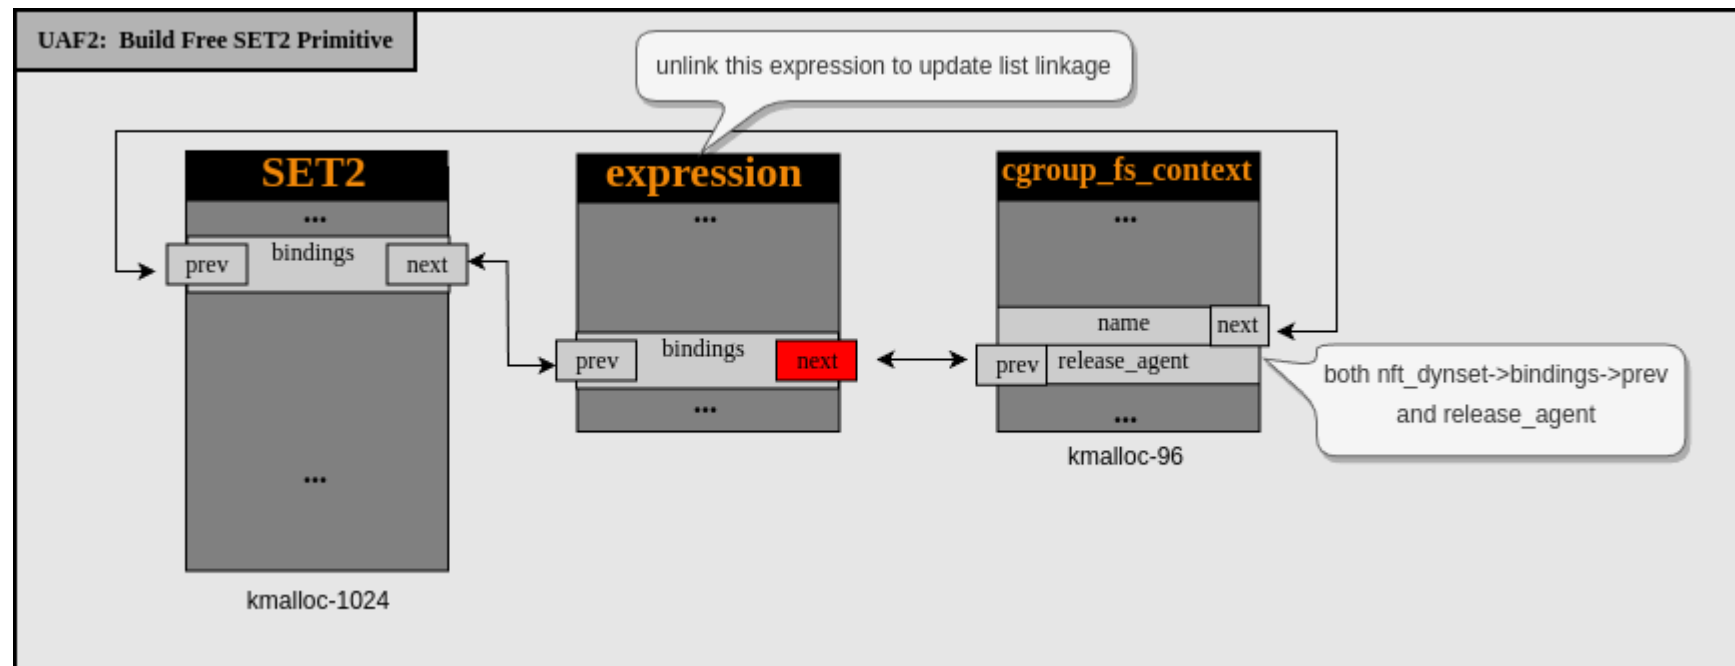 UAF2:  Build Free SET2 Primitive
unlink this expression to update list linkage
SET2
...
bindings
prev
next
...
kmalloc-1024
expression
...
bindings
prev
next
...
cgroup_fs_context
...
name
next
prev
release_agent
...
kmalloc-96
both nft_dynset->bindings->prev
and release_agent